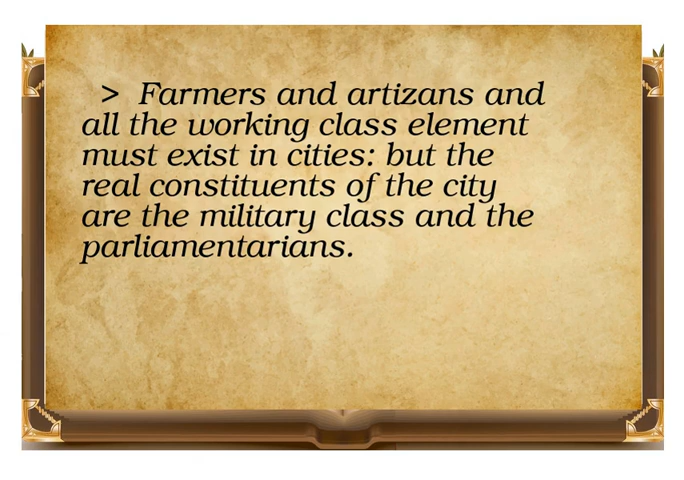 > Farmers and artizans and
all the working class element
must exist in cities: but the
real constituents of the city
are the military class and the
parliamentarians.